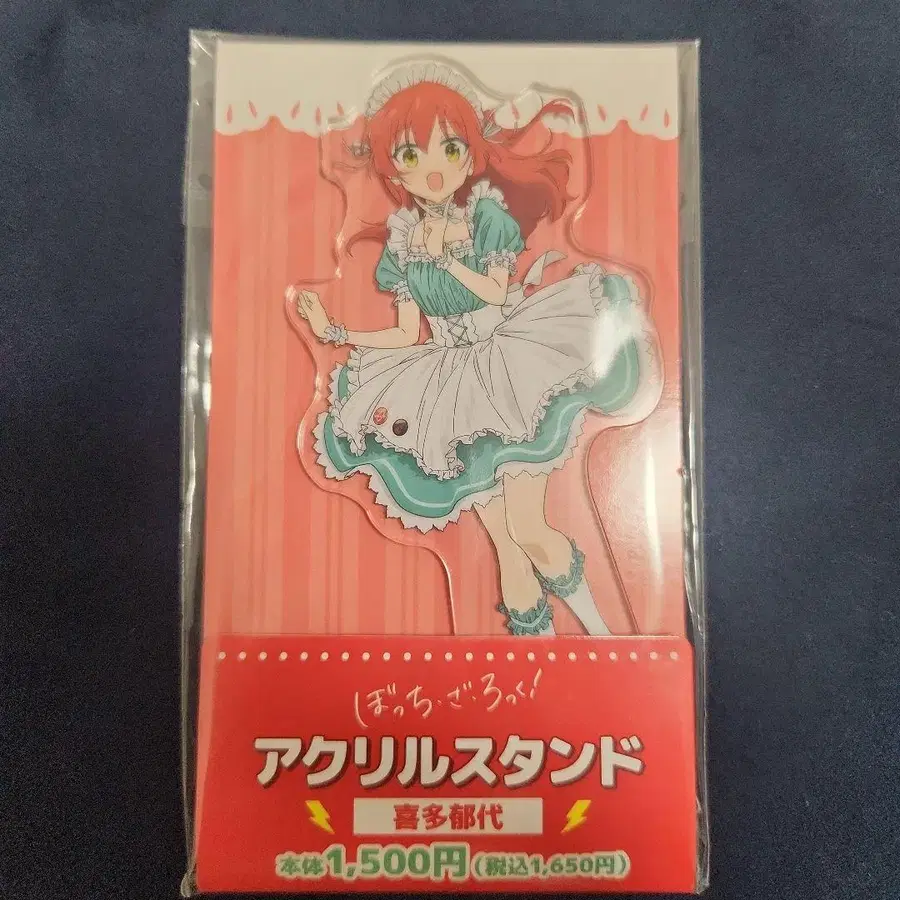 ぼっち・ざ・ろっく!
アクリルスタンド
喜多郁代
本体1,500円(税込1,650円)